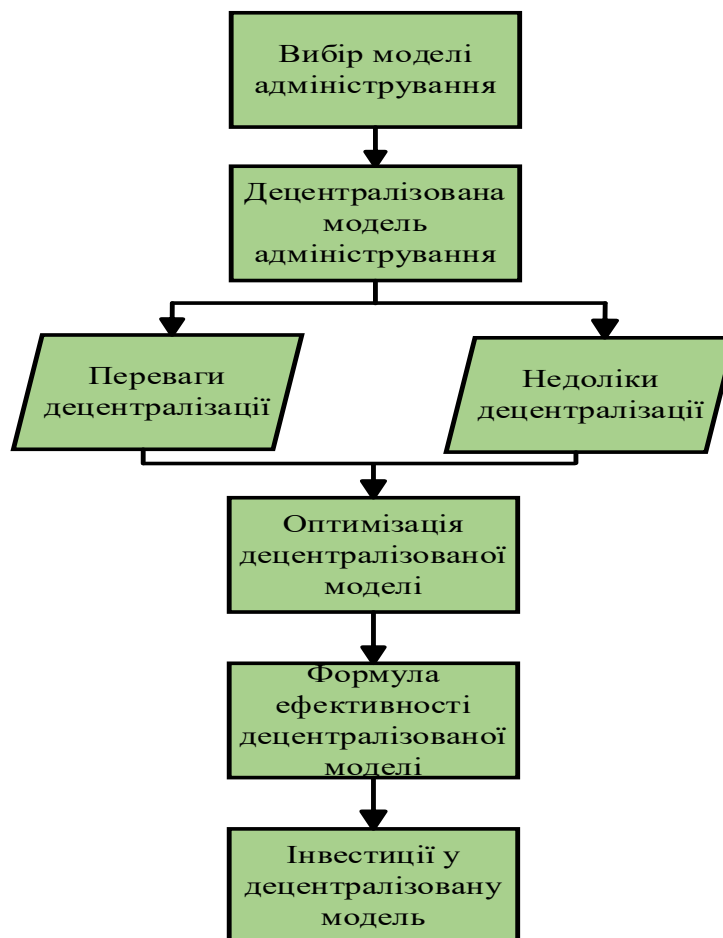 Вибір моделі
адміністрування
Децентралізована
модель
адміністрування
Переваги
децентралізації
Недоліки
децентралізації
Оптимізація
децентралізованої
моделі
Формула
ефективності
децентралізованої
моделі
Інвестиції у
децентралізовану
модель